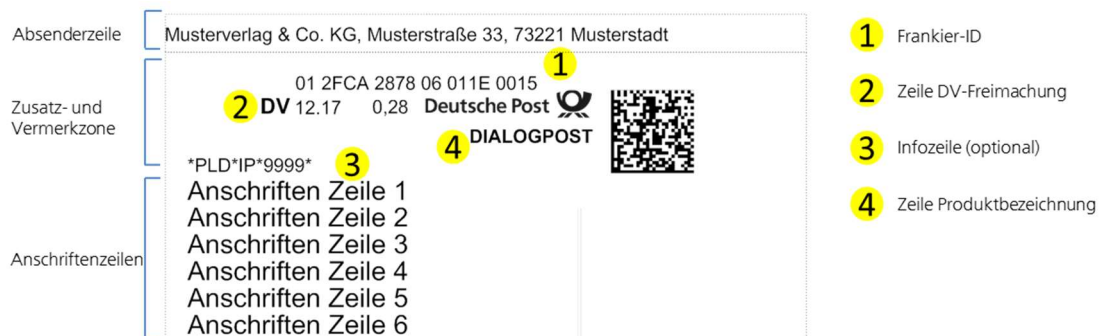 Absenderzeile
Musterverlag & Co. KG, Musterstraße 33, 73221 Musterstadt
1 Frankier-ID
Zusatz- und
Vermerkzone
1
01 2FCA 2878 06 011E 0015
2 DV 12.17 0,28 Deutsche Post
4 DIALOGPOST
*PLD*IP*9999* 3
2 Zeile DV-Freimachung
3 Infozeile (optional)
4 Zeile Produktbezeichnung
Anschriftenzeilen
Anschriften Zeile 1
Anschriften Zeile 2
Anschriften Zeile 3
Anschriften Zeile 4
Anschriften Zeile 5
Anschriften Zeile 6